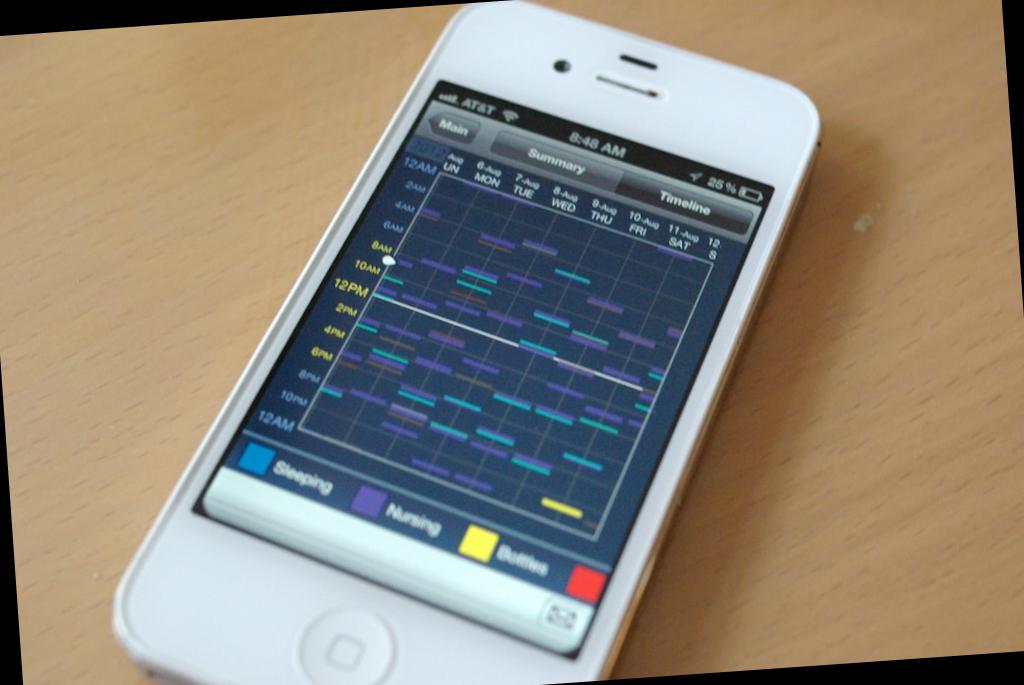 AT&T 8:48 AM 25%
Main Summary Timeline
2012
Aug 6-Aug 7-Aug 8-Aug 9-Aug 10-Aug 11-Aug 12
UN MON TUE WED THU FRI SAT S
12AM
2AM
4AM
6AM
8AM
10AM
12PM
2PM
4PM
6PM
8PM
10PM
12AM
Sleeping Nursing Bottles